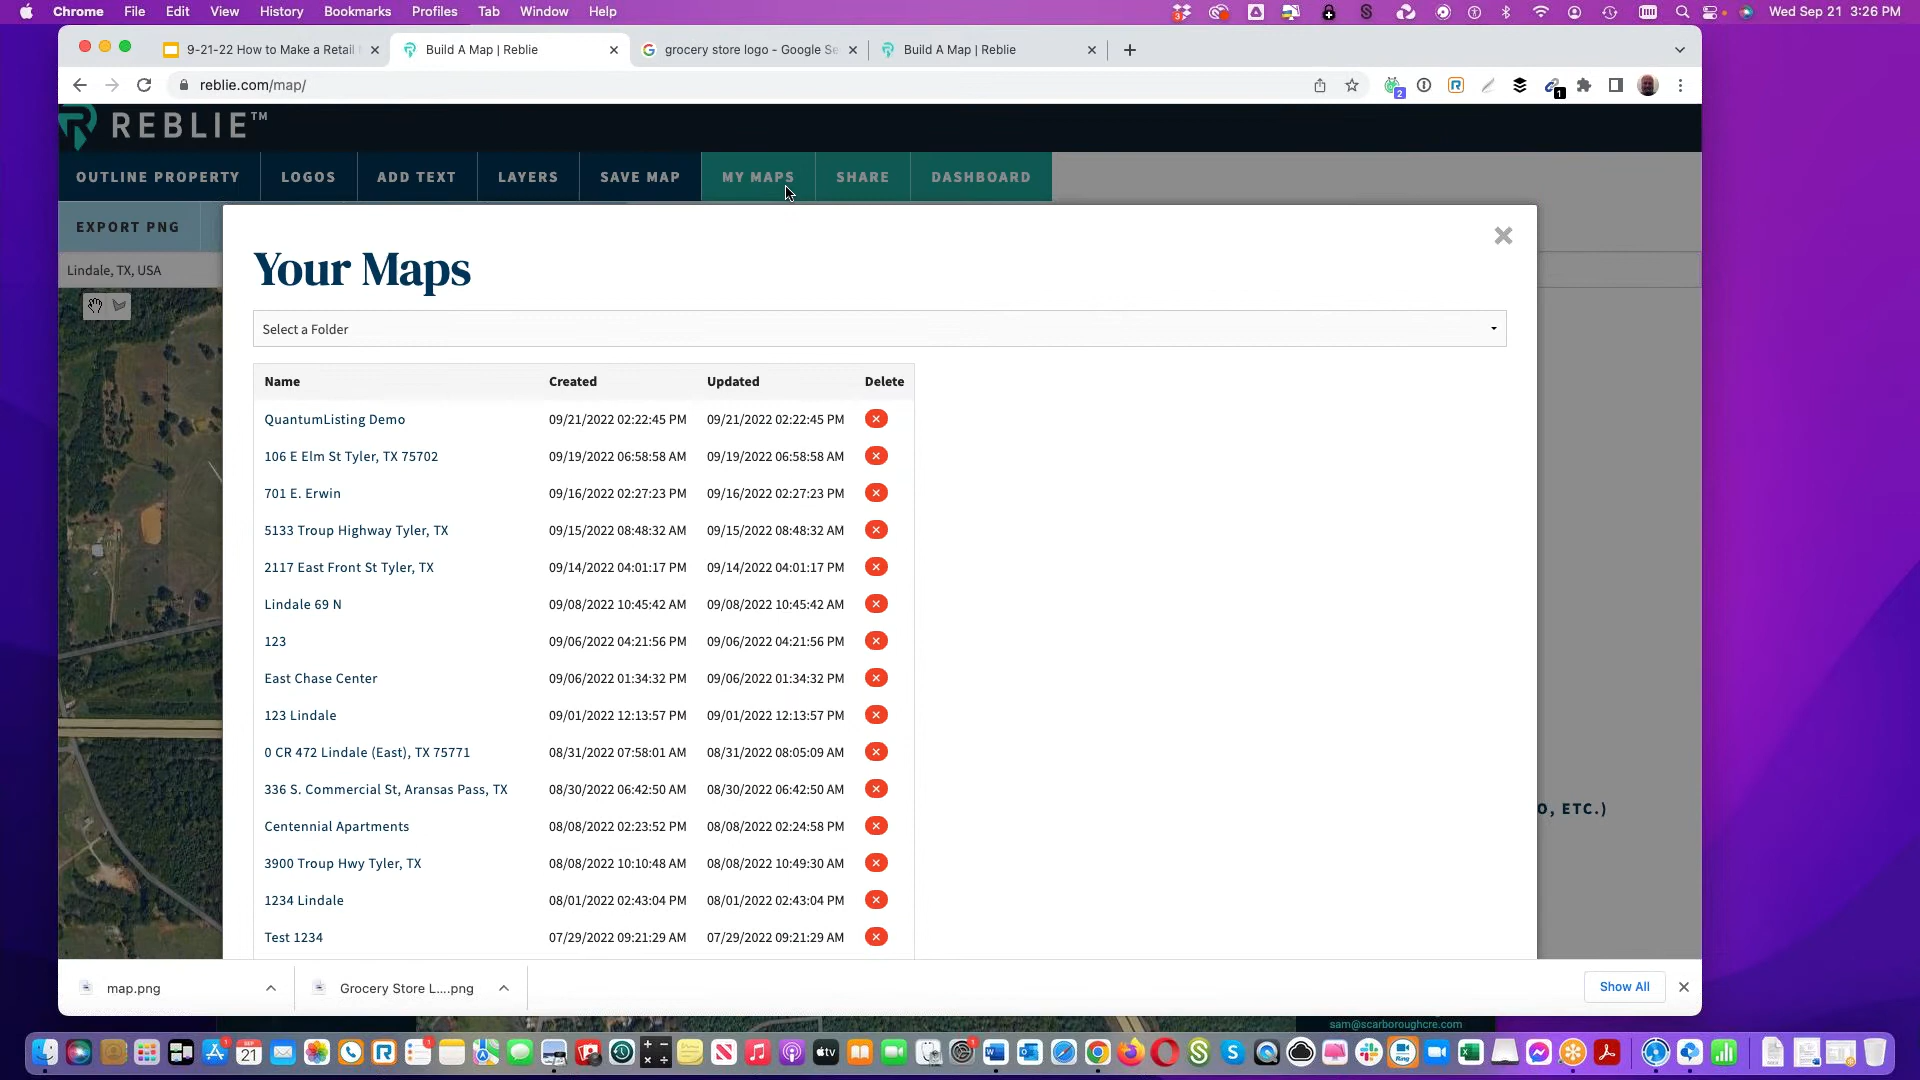 Chrome File Edit View History Bookmarks Profiles Tab Window Help Wed Sep 21 3:26 PM
9-21-22 How to Make a Retail
Build A Map | Reblie
grocery store logo - Google Se
Build A Map | Reblie
reblie.com/map/
REBLIE™
OUTLINE PROPERTY LOGOS ADD TEXT LAYERS SAVE MAP MY MAPS SHARE DASHBOARD
EXPORT PNG
Lindale, TX, USA
Your Maps
Select a Folder
Name Created Updated Delete
QuantumListing Demo 09/21/2022 02:22:45 PM 09/21/2022 02:22:45 PM
106 E Elm St Tyler, TX 75702 09/19/2022 06:58:58 AM 09/19/2022 06:58:58 AM
701 E. Erwin 09/16/2022 02:27:23 PM 09/16/2022 02:27:23 PM
5133 Troup Highway Tyler, TX 09/15/2022 08:48:32 AM 09/15/2022 08:48:32 AM
2117 East Front St Tyler, TX 09/14/2022 04:01:17 PM 09/14/2022 04:01:17 PM
Lindale 69 N 09/08/2022 10:45:42 AM 09/08/2022 10:45:42 AM
123 09/06/2022 04:21:56 PM 09/06/2022 04:21:56 PM
East Chase Center 09/06/2022 01:34:32 PM 09/06/2022 01:34:32 PM
123 Lindale 09/01/2022 12:13:57 PM 09/01/2022 12:13:57 PM
0 CR 472 Lindale (East), TX 75771 08/31/2022 07:58:01 AM 08/31/2022 08:05:09 AM
336 S. Commercial St, Aransas Pass, TX 08/30/2022 06:42:50 AM 08/30/2022 06:42:50 AM
O, ETC.)
Centennial Apartments 08/08/2022 02:23:52 PM 08/08/2022 02:24:58 PM
3900 Troup Hwy Tyler, TX 08/08/2022 10:10:48 AM 08/08/2022 10:49:30 AM
1234 Lindale 08/01/2022 02:43:04 PM 08/01/2022 02:43:04 PM
Test 1234 07/29/2022 09:21:29 AM 07/29/2022 09:21:29 AM
map.png
Grocery Store L....png
Show All
sam@scarboroughcre.com